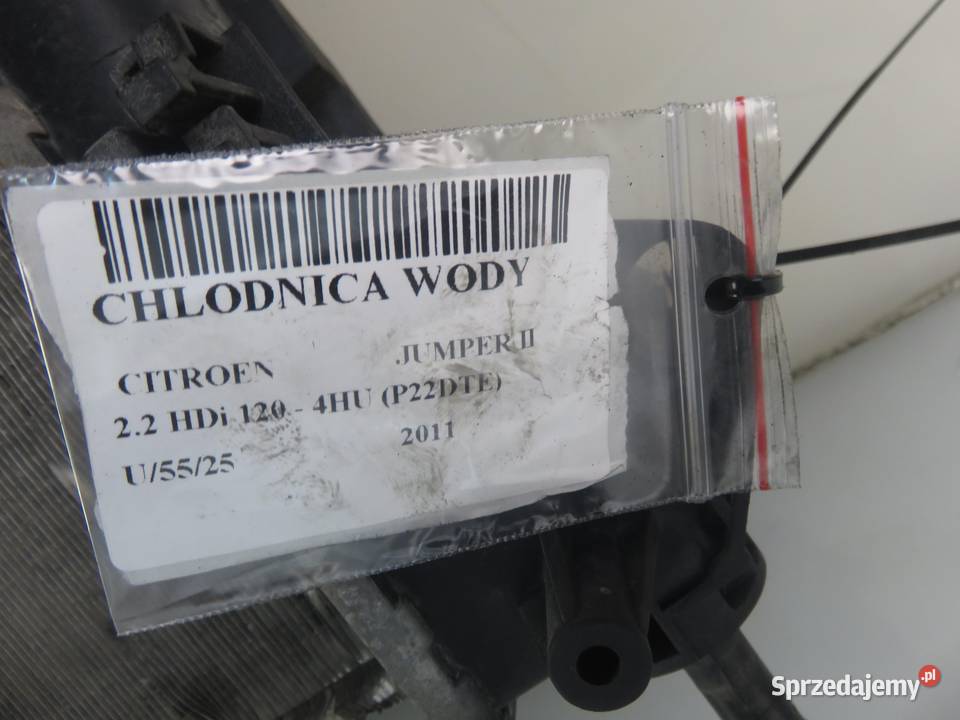 CHLODNICA WODY
CITROEN JUMPER II
2.2 HDi 120 - 4HU (P22DTE)
U/55/25 2011
Sprzedajemy.pl